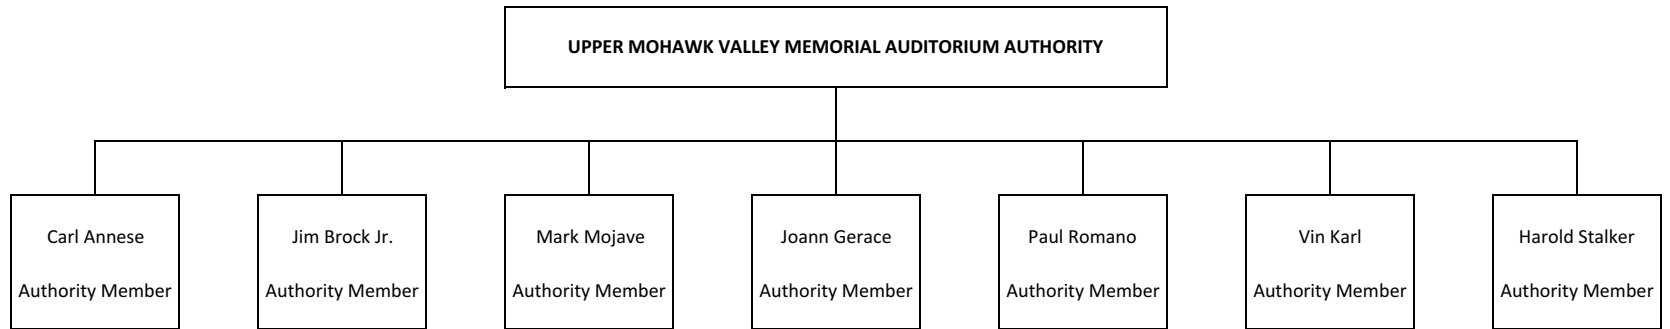 UPPER MOHAWK VALLEY MEMORIAL AUDITORIUM AUTHORITY
Carl Annese
Authority Member
Jim Brock Jr.
Authority Member
Mark Mojave
Authority Member
Joann Gerace
Authority Member
Paul Romano
Authority Member
Vin Karl
Authority Member
Harold Stalker
Authority Member